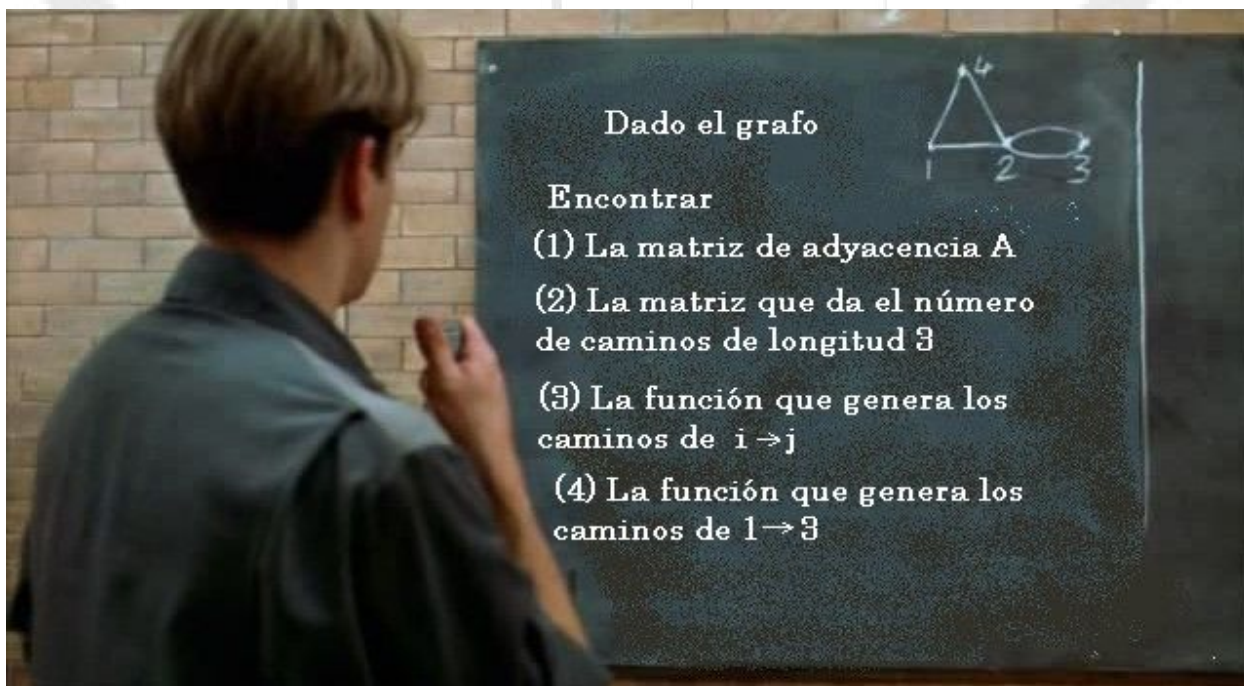 Dado el grafo
4
1 2 3
Encontrar
(1) La matriz de adyacencia A
(2) La matriz que da el número
de caminos de longitud 3
(3) La función que genera los
caminos de i→j
(4) La función que genera los
caminos de 1→3